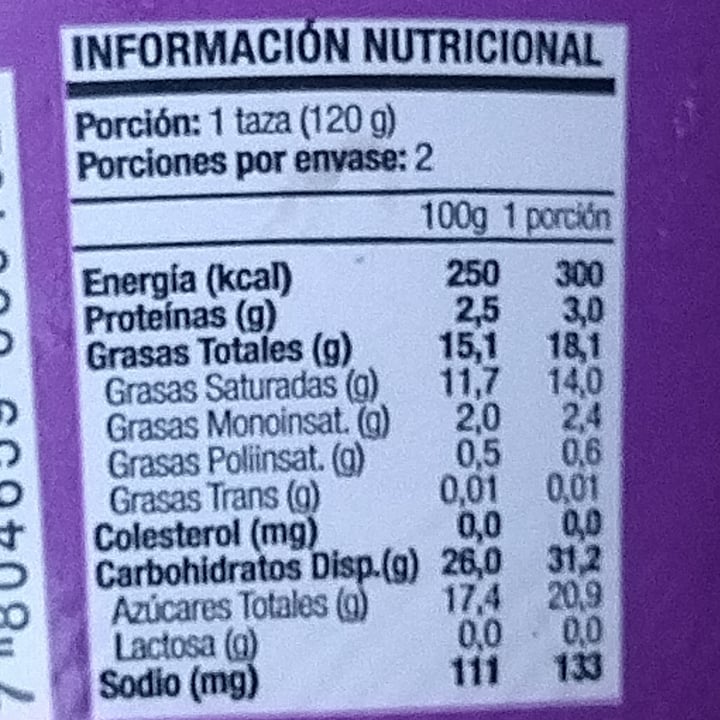 INFORMACIÓN NUTRICIONAL
Porción: 1 taza (120 g)
Porciones por envase: 2
100g 1 porción
Energía (kcal) 250 300
Proteínas (g) 2,5 3,0
Grasas Totales (g) 15,1 18,1
Grasas Saturadas (g) 11,7 14,0
Grasas Monoinsat. (g) 2,0 2,4
Grasas Poliinsat. (g) 0,5 0,6
Grasas Trans (g) 0,01 0,01
Colesterol (mg) 0,0 0,0
Carbohidratos Disp.(g) 26,0 31,2
Azúcares Totales (g) 17,4 20,9
Lactosa (g) 0,0 0,0
Sodio (mg) 111 133